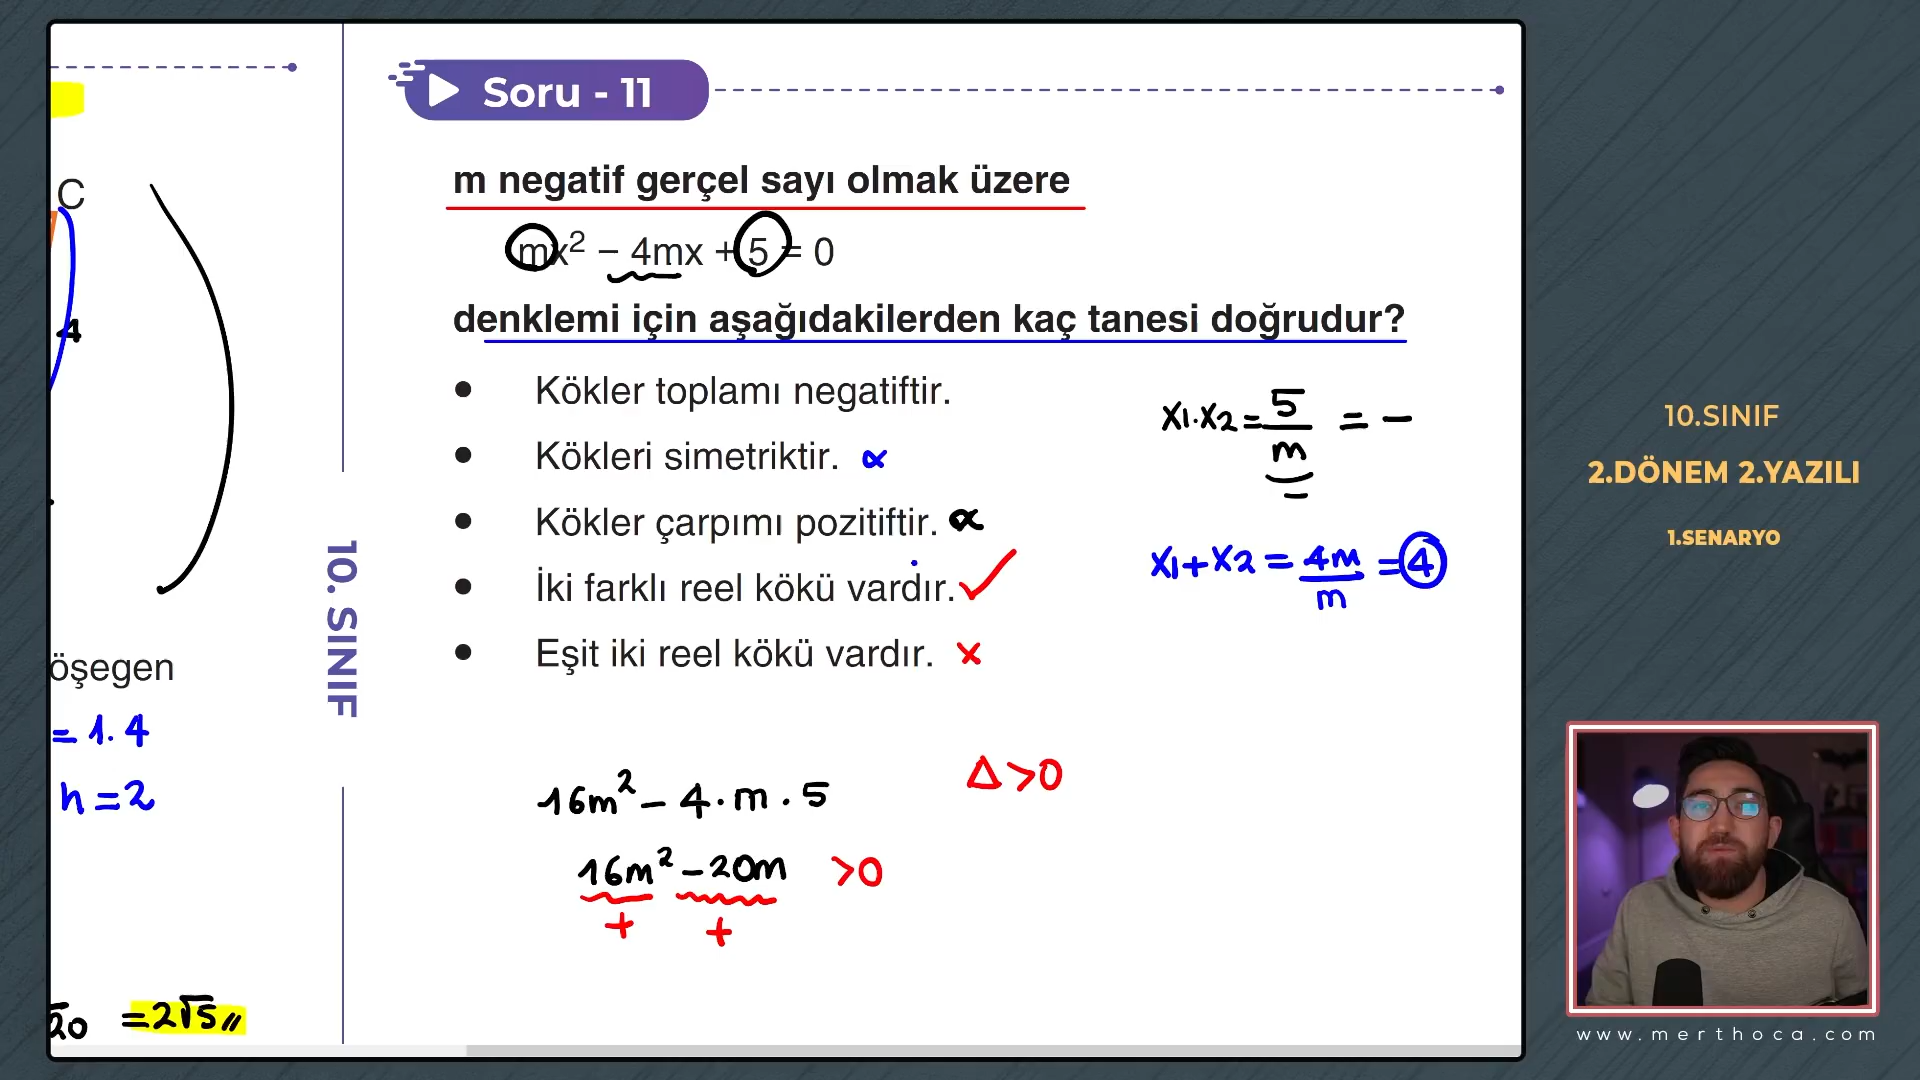 Soru - 11
m negatif gerçel sayı olmak üzere
mx² − 4mx + 5 = 0
denklemi için aşağıdakilerden kaç tanesi doğrudur?
• Kökler toplamı negatiftir.
• Kökleri simetriktir. ×
• Kökler çarpımı pozitiftir. ×
• İki farklı reel kökü vardır. ✓
• Eşit iki reel kökü vardır. ×
x₁.x₂ = 5/m = −
x₁+x₂ = 4m/m = 4
16m² − 4.m.5
Δ>0
16m² − 20m >0
+ +
C
4
öşegen
= 1.4
h = 2
= 2√5 //
10. SINIF
10.SINIF
2.DÖNEM 2.YAZILI
1.SENARYO
www.merthoca.com